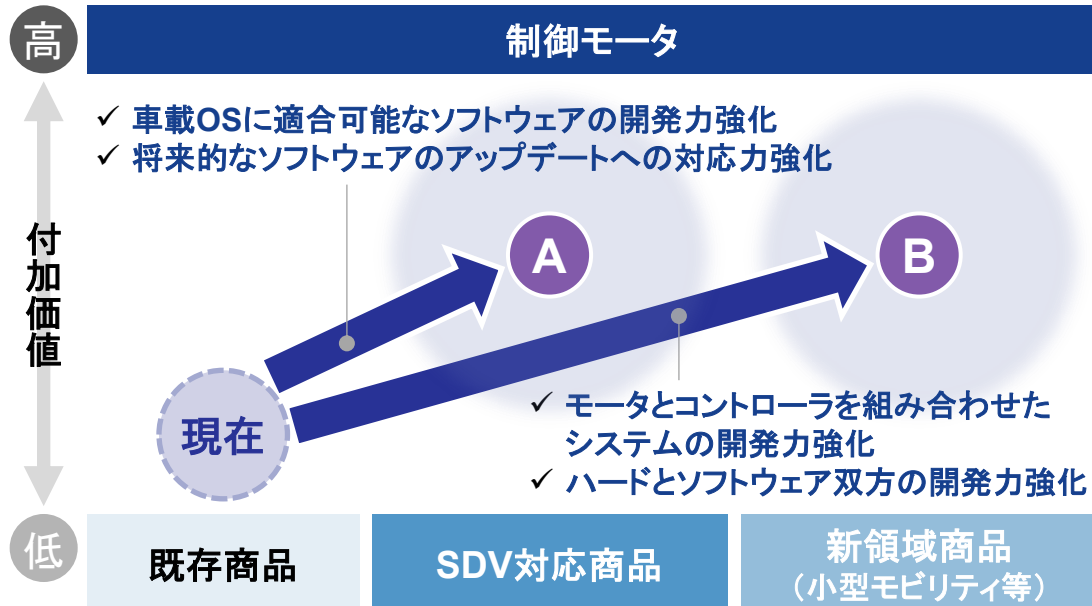 高
制御モータ
✓ 車載OSに適合可能なソフトウェアの開発力強化
✓ 将来的なソフトウェアのアップデートへの対応力強化
付加価値
A
B
現在
✓ モータとコントローラを組み合わせた
システムの開発力強化
✓ ハードとソフトウェア双方の開発力強化
低
既存商品
SDV対応商品
新領域商品
（小型モビリティ等）